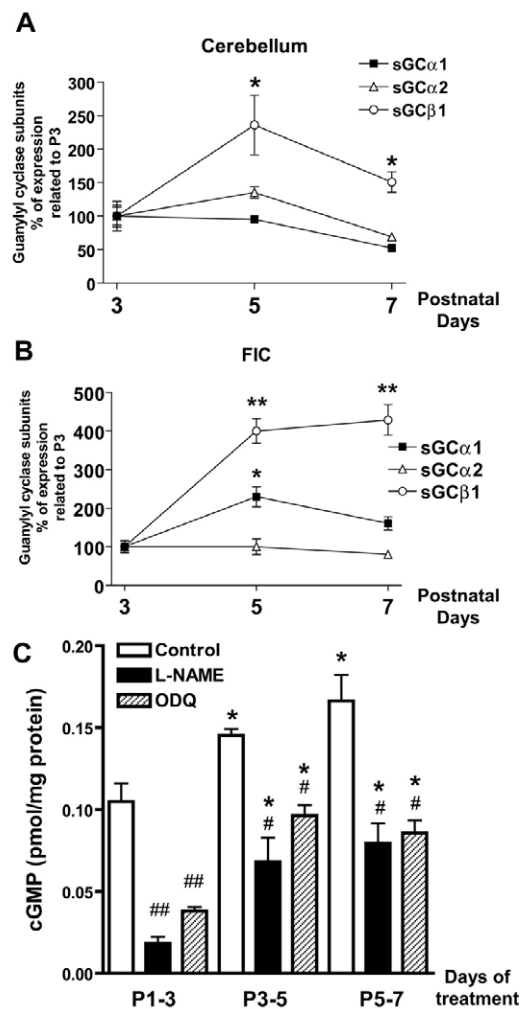 A
Cerebellum
sGCα1
sGCα2
sGCβ1
Guanylyl cyclase subunits
% of expression
related to P3
300
250
200
150
100
50
0
*
*
3
5
7
Postnatal
Days
B
FIC
sGCα1
sGCα2
sGCβ1
Guanylyl cyclase subunits
% of expression
related to P3
500
400
300
200
100
0
**
**
*
3
5
7
Postnatal
Days
C
Control
L-NAME
ODQ
cGMP (pmol/mg protein)
0.20
0.15
0.10
0.05
0.00
##
##
*
*
#
*
#
*
*
#
*
#
P1-3
P3-5
P5-7
Days of
treatment